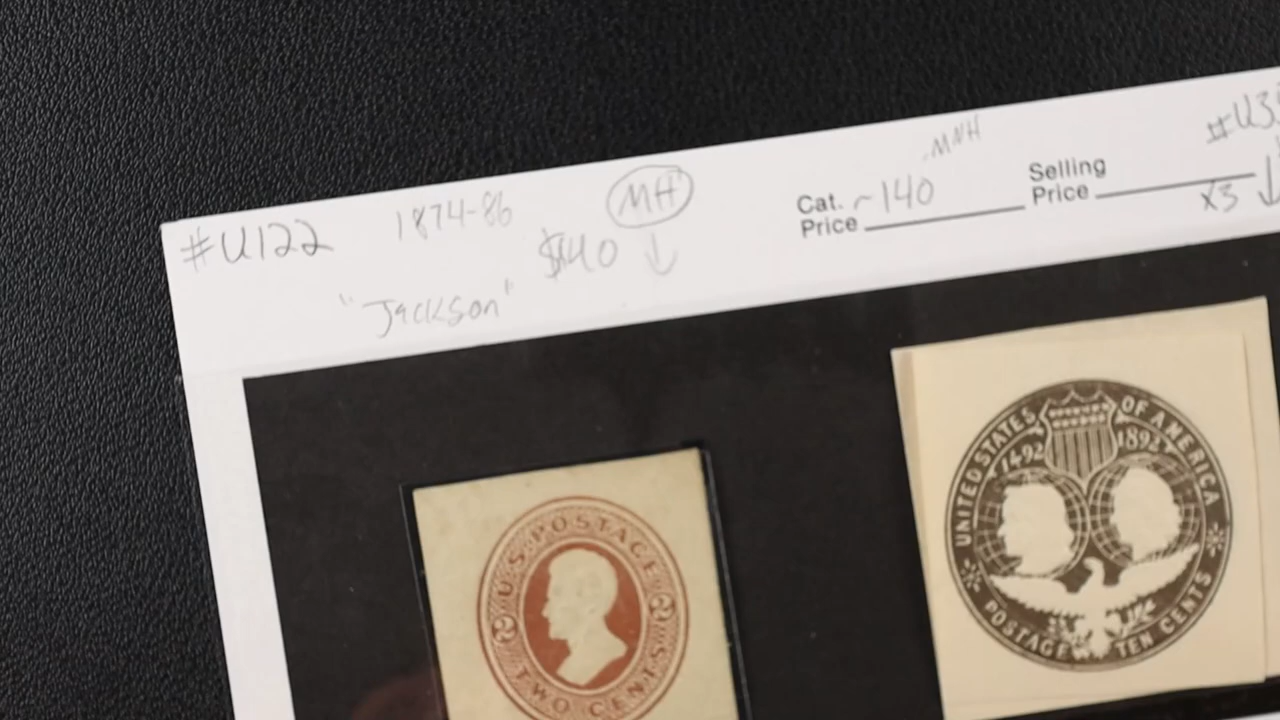 #U122
1874-86
"Jackson"
MH
$140
MNH
Cat. ~140
Price
Selling
Price
x3
U.S. POSTAGE
2 2
TWO CENTS
UNITED STATES OF AMERICA
1492 1892
POSTAGE TEN CENTS